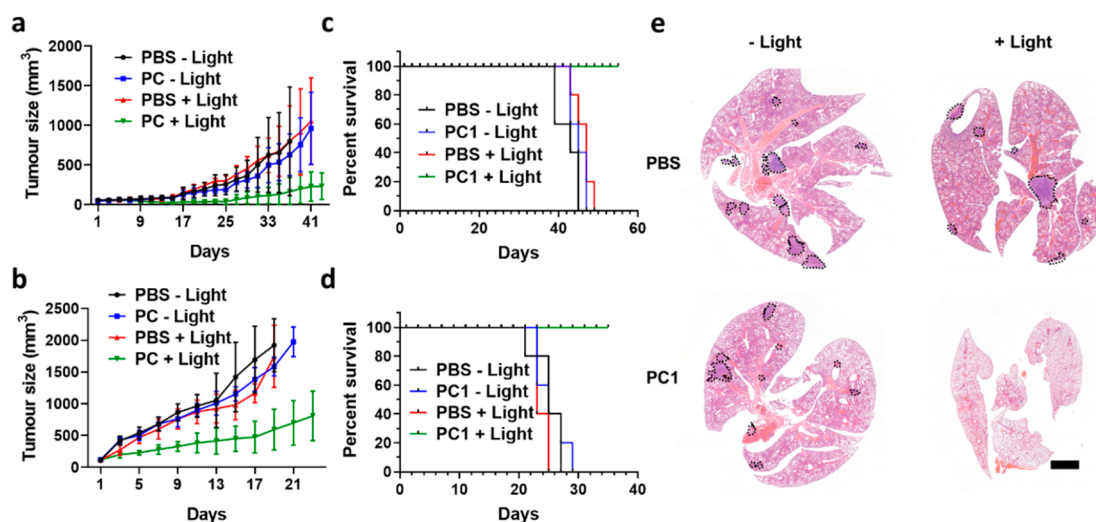 a
Tumour size (mm³)
2000
1500
1000
500
0
PBS - Light
PC - Light
PBS + Light
PC + Light
1 9 17 25 33 41
Days
b
Tumour size (mm³)
2500
2000
1500
1000
500
0
PBS - Light
PC - Light
PBS + Light
PC + Light
1 5 9 13 17 21
Days
c
Percent survival
100
80
60
40
20
0
PBS - Light
PC1 - Light
PBS + Light
PC1 + Light
0 20 40 60
Days
d
Percent survival
100
80
60
40
20
0
PBS - Light
PC1 - Light
PBS + Light
PC1 + Light
0 10 20 30 40
Days
e
- Light + Light
PBS
PC1